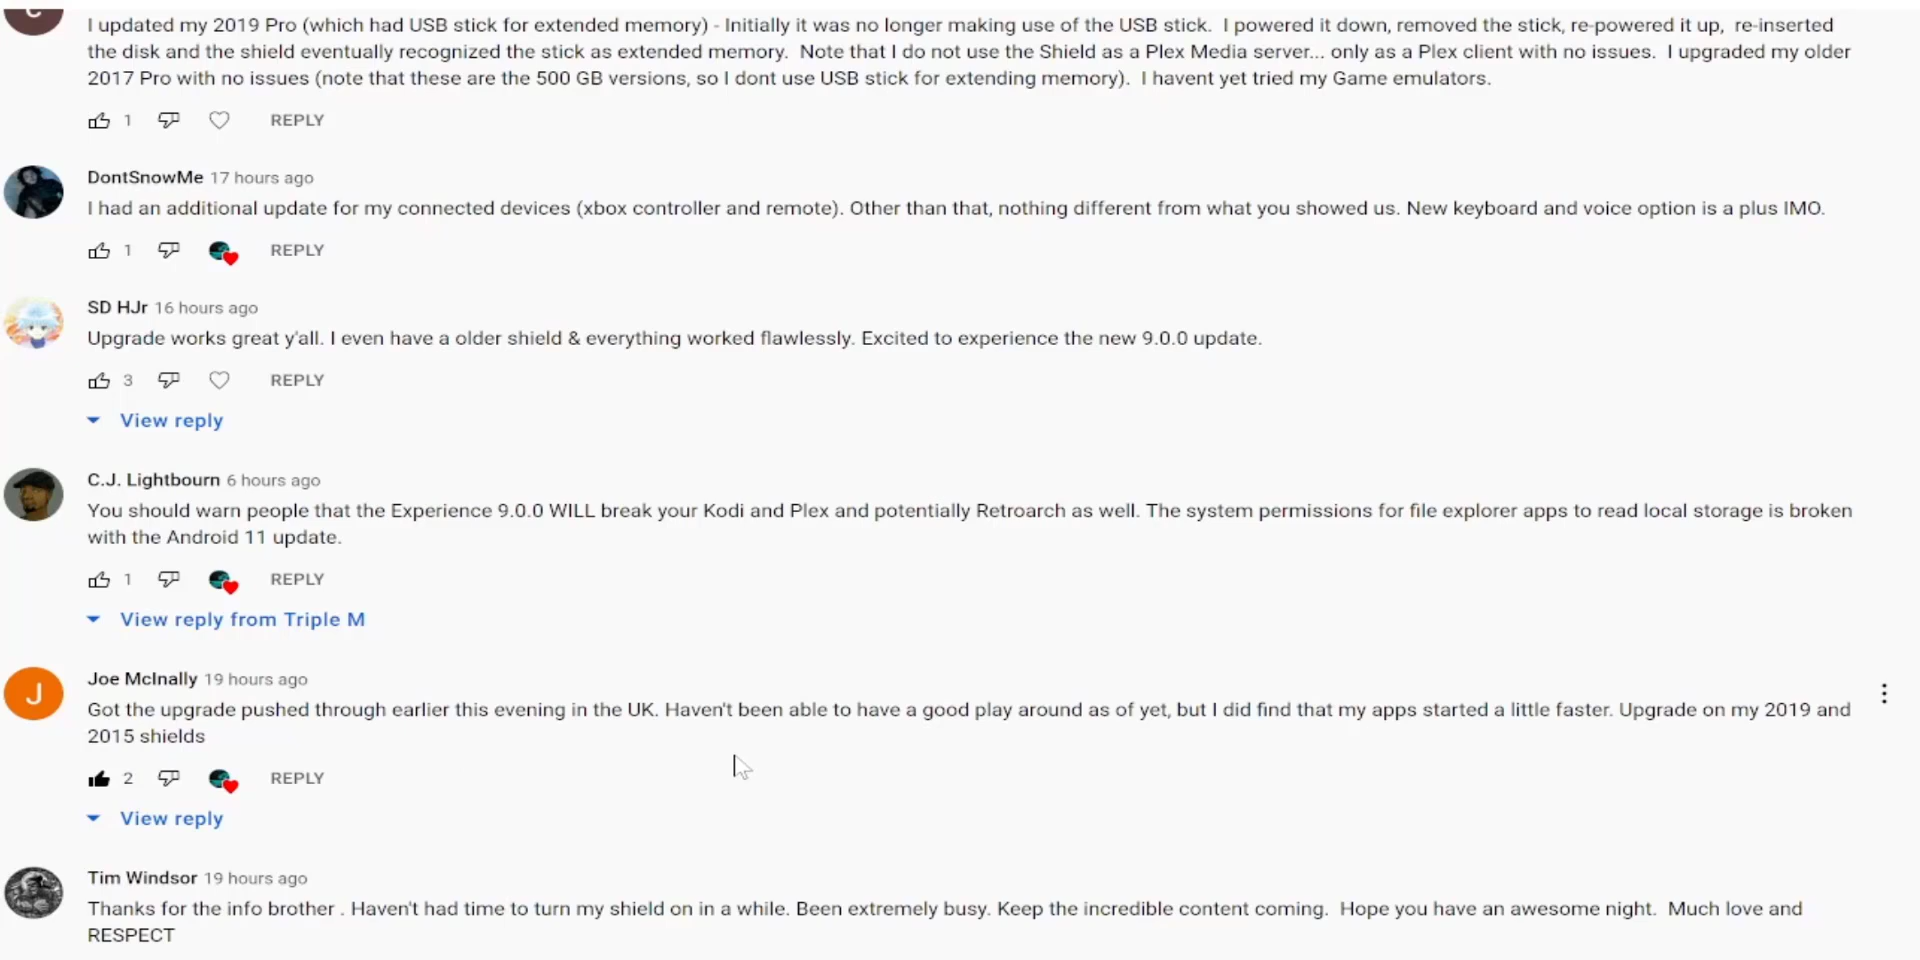 I updated my 2019 Pro (which had USB stick for extended memory) - Initially it was no longer making use of the USB stick.  I powered it down, removed the stick, re-powered it up,  re-inserted
the disk and the shield eventually recognized the stick as extended memory.  Note that I do not use the Shield as a Plex Media server... only as a Plex client with no issues.  I upgraded my older
2017 Pro with no issues (note that these are the 500 GB versions, so I dont use USB stick for extending memory).  I havent yet tried my Game emulators.
1 REPLY
DontSnowMe 17 hours ago
I had an additional update for my connected devices (xbox controller and remote). Other than that, nothing different from what you showed us. New keyboard and voice option is a plus IMO.
1 REPLY
SD HJr 16 hours ago
Upgrade works great y'all. I even have a older shield & everything worked flawlessly. Excited to experience the new 9.0.0 update.
3 REPLY
View reply
C.J. Lightbourn 6 hours ago
You should warn people that the Experience 9.0.0 WILL break your Kodi and Plex and potentially Retroarch as well. The system permissions for file explorer apps to read local storage is broken
with the Android 11 update.
1 REPLY
View reply from Triple M
J
Joe McInally 19 hours ago
Got the upgrade pushed through earlier this evening in the UK. Haven't been able to have a good play around as of yet, but I did find that my apps started a little faster. Upgrade on my 2019 and
2015 shields
2 REPLY
View reply
Tim Windsor 19 hours ago
Thanks for the info brother . Haven't had time to turn my shield on in a while. Been extremely busy. Keep the incredible content coming.  Hope you have an awesome night.  Much love and
RESPECT